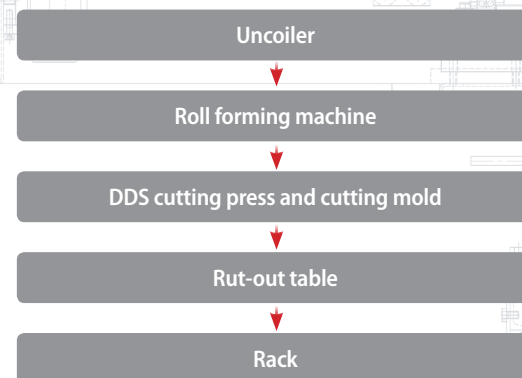 Uncoiler
Roll forming machine
DDS cutting press and cutting mold
Rut-out table
Rack